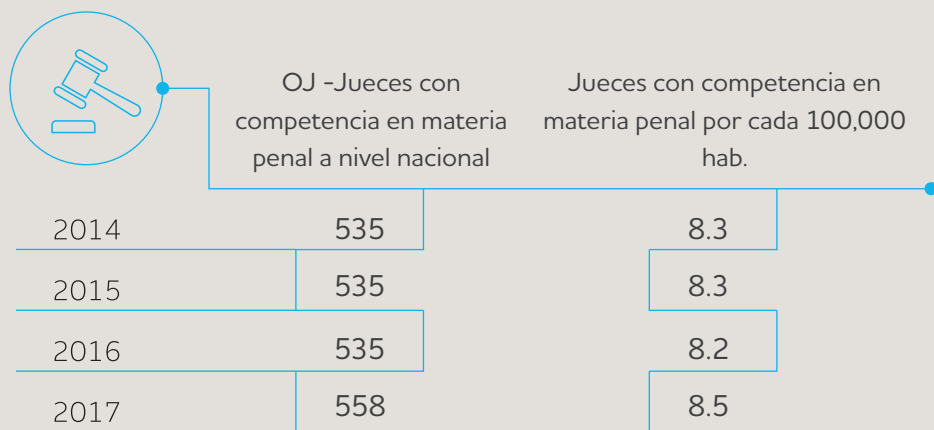 OJ -Jueces con
competencia en materia
penal a nivel nacional
Jueces con competencia en
materia penal por cada 100,000
hab.
2014 535 8.3
2015 535 8.3
2016 535 8.2
2017 558 8.5